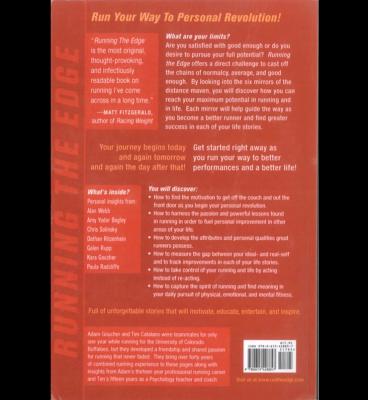 RUNNING THE EDGE
Run Your Way To Personal Revolution!
"Running The Edge
is the most original,
thought-provoking,
and infectiously
readable book on
running I've come
across in a long time."
—MATT FITZGERALD,
author of Racing Weight
What are your limits?
Are you satisfied with good enough or do you
desire to pursue your full potential? Running
the Edge offers a direct challenge to cast off
the chains of normalcy, average, and good
enough. By looking into the six mirrors of the
distance maven, you will discover how you can
reach your maximum potential in running and
in life. Each mirror will help guide the way as
you become a better runner and find greater
success in each of your life stories.
Your journey begins today
and again tomorrow
and again the day after that!
Get started right away as
you run your way to better
performances and a better life!
What's inside?
Personal insights from:
Alan Webb
Amy Yoder Begley
Chris Solinsky
Dathan Ritzenhein
Galen Rupp
Kara Goucher
Paula Radcliffe
You will discover:
• How to find the motivation to get off the couch and out the
front door as you begin your personal revolution.
• How to harness the passion and powerful lessons found
in running in order to fuel personal improvement in other
areas of your life.
• How to develop the attributes and personal qualities great
runners possess.
• How to measure the gap between your ideal- and real-self
and to track improvements in each of your life stories.
• How to take control of your running and life by acting
instead of re-acting.
• How to capture the spirit of running and find meaning in
your daily pursuit of physical, emotional, and mental fitness.
Full of unforgettable stories that will motivate, educate, entertain, and inspire.
Adam Goucher and Tim Catalano were teammates for only
one year while running for the University of Colorado
Buffaloes, but they developed a friendship and shared passion
for running that never faded. They bring over forty years
of combined running experience to these pages along with
insights from Adam's thirteen year professional running career
and Tim's fifteen years as a Psychology teacher and coach